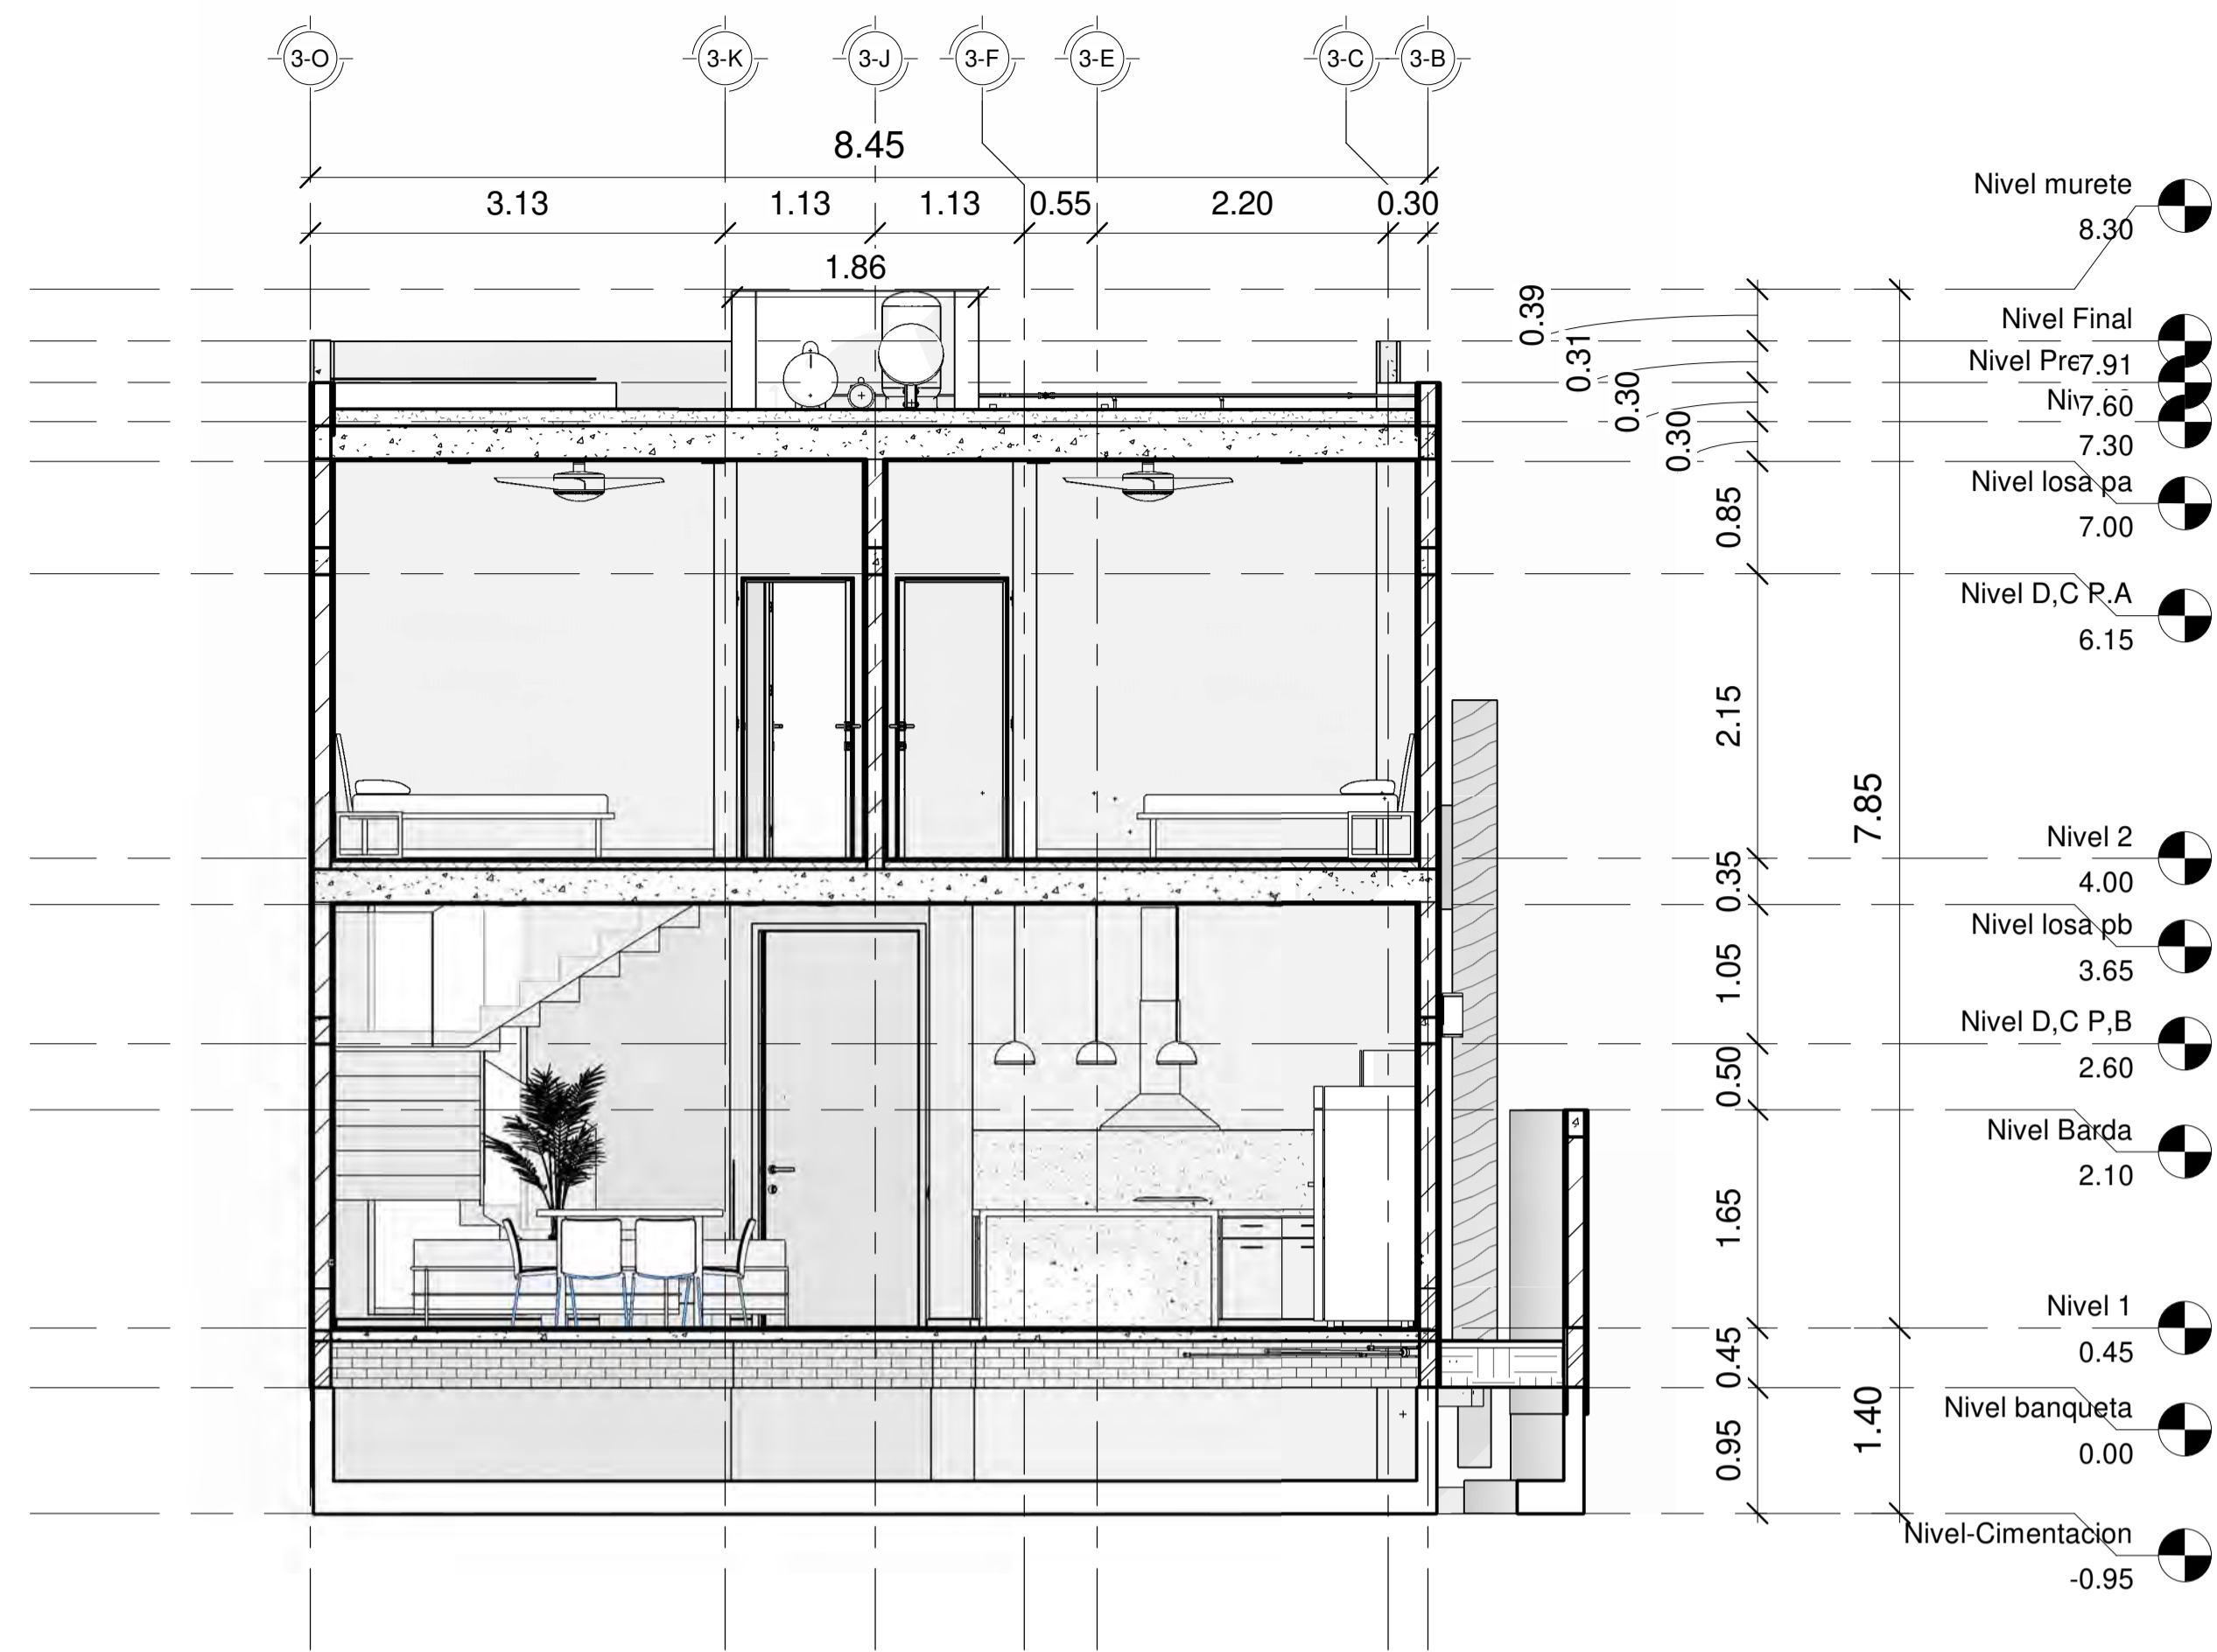 3-O 3-K 3-J 3-F 3-E 3-C 3-B
8.45
3.13 1.13 1.13 0.55 2.20 0.30
1.86
Nivel murete
8.30
0.39
Nivel Final
7.91
0.31
Nivel Pre
7.60
0.30
Niv
7.30
0.30
Nivel losa pa
7.00
0.85
Nivel D,C P.A
6.15
2.15
7.85
Nivel 2
4.00
0.35
Nivel losa pb
3.65
1.05
Nivel D,C P,B
2.60
0.50
Nivel Barda
2.10
1.65
Nivel 1
0.45
0.45
Nivel banqueta
0.00
1.40
0.95
Nivel-Cimentacion
-0.95